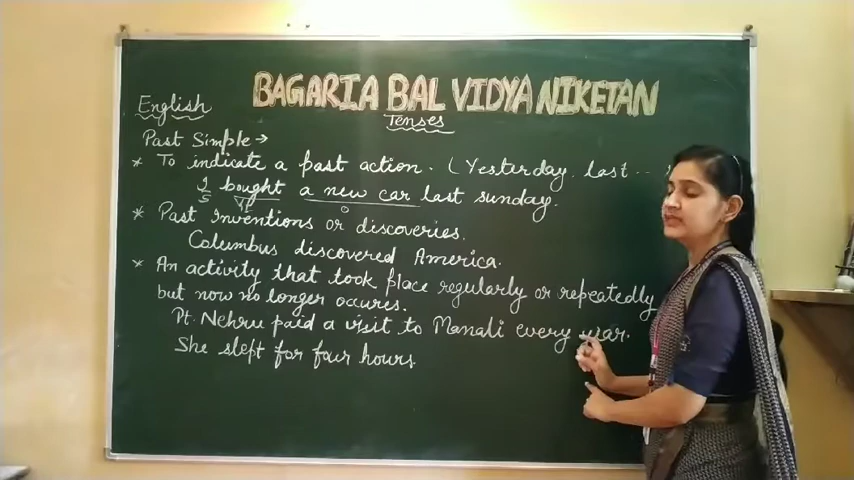 BAGARIA BAL VIDYA NIKETAN
English
Tenses
Past Simple →
* To indicate a past action. (Yesterday, last ...
I bought a new car last sunday.
S V O
* Past Inventions or discoveries.
Columbus discovered America.
* An activity that took place regularly or repeatedly
but now no longer occures.
Pt. Nehru paid a visit to Manali every year.
She slept for four hours.